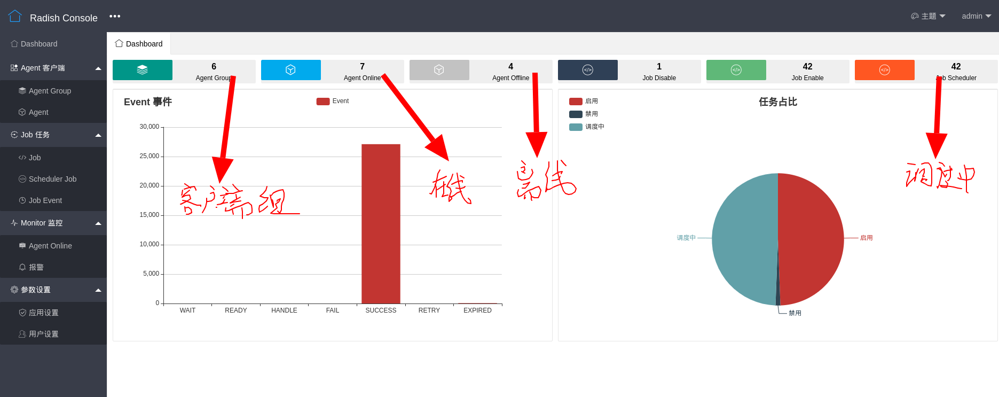 Radish Console •••
主题
admin
Dashboard
Agent 客户端
Agent Group
Agent
Job 任务
Job
Scheduler Job
Job Event
Monitor 监控
Agent Online
报警
参数设置
应用设置
用户设置
Dashboard
6
Agent Group
7
Agent Online
4
Agent Offline
1
Job Disable
42
Job Enable
42
Job Scheduler
Event 事件
Event
30,000
25,000
20,000
15,000
10,000
5,000
0
WAIT READY HANDLE FAIL SUCCESS RETRY EXPIRED
客户端组
在线
离线
任务占比
启用
禁用
调度中
调度中
启用
禁用
调度中